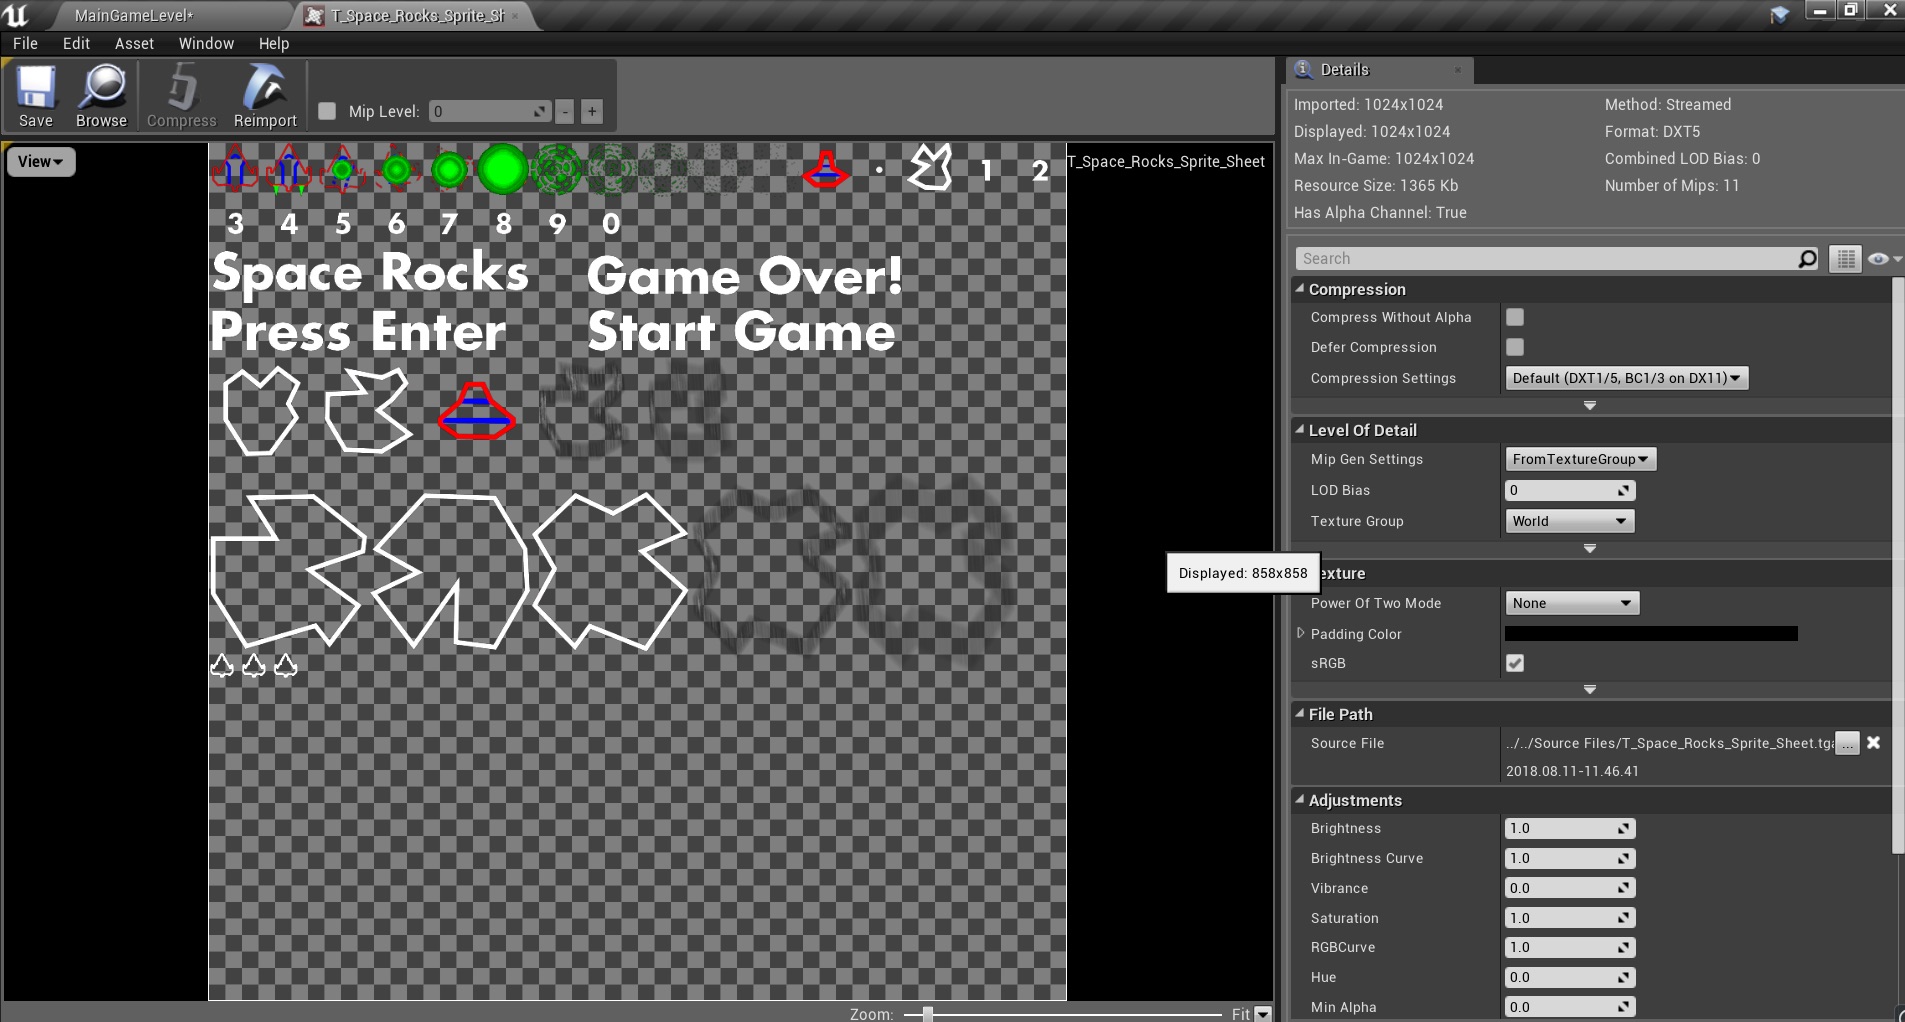 MainGameLevel*
T_Space_Rocks_Sprite_Sh
File Edit Asset Window Help
Save Browse Compress Reimport
Mip Level: 0 - +
View
T_Space_Rocks_Sprite_Sheet
1 2
3 4 5 6 7 8 9 0
Space Rocks Game Over!
Press Enter Start Game
Displayed: 858x858
Zoom: Fit
Details
Imported: 1024x1024 Method: Streamed
Displayed: 1024x1024 Format: DXT5
Max In-Game: 1024x1024 Combined LOD Bias: 0
Resource Size: 1365 Kb Number of Mips: 11
Has Alpha Channel: True
Search
Compression
Compress Without Alpha
Defer Compression
Compression Settings Default (DXT1/5, BC1/3 on DX11)
Level Of Detail
Mip Gen Settings FromTextureGroup
LOD Bias 0
Texture Group World
exture
Power Of Two Mode None
Padding Color
sRGB
File Path
Source File ../../Source Files/T_Space_Rocks_Sprite_Sheet.tga ...
2018.08.11-11.46.41
Adjustments
Brightness 1.0
Brightness Curve 1.0
Vibrance 0.0
Saturation 1.0
RGBCurve 1.0
Hue 0.0
Min Alpha 0.0